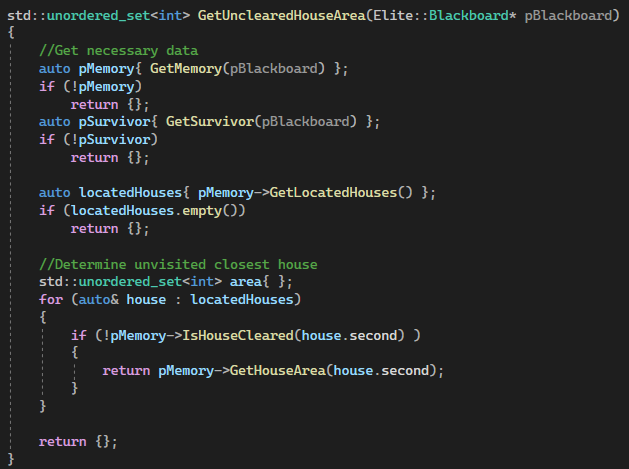 std::unordered_set<int> GetUnclearedHouseArea(Elite::Blackboard* pBlackboard)
{
    //Get necessary data
    auto pMemory{ GetMemory(pBlackboard) };
    if (!pMemory)
        return {};
    auto pSurvivor{ GetSurvivor(pBlackboard) };
    if (!pSurvivor)
        return {};

    auto locatedHouses{ pMemory->GetLocatedHouses() };
    if (locatedHouses.empty())
        return {};

    //Determine unvisited closest house
    std::unordered_set<int> area{ };
    for (auto& house : locatedHouses)
    {
        if (!pMemory->IsHouseCleared(house.second) )
        {
            return pMemory->GetHouseArea(house.second);
        }
    }

    return {};
}